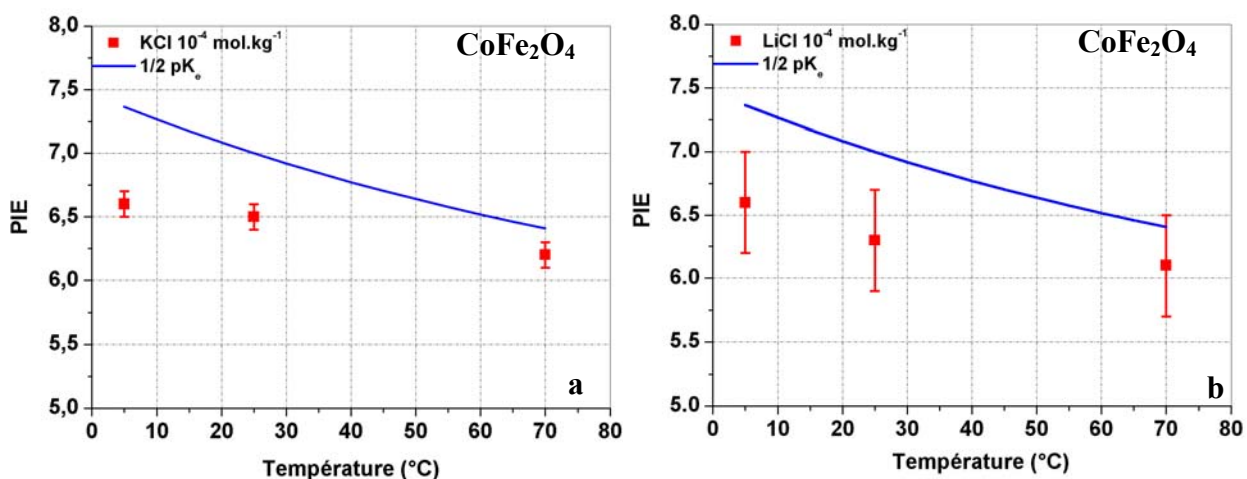 8,0
KCl 10⁻⁴ mol.kg⁻¹
CoFe₂O₄
1/2 pKₑ
7,5
7,0
6,5
6,0
5,5
5,0
PIE
a
0 10 20 30 40 50 60 70 80
Température (°C)
8.0
LiCl 10⁻⁴ mol.kg⁻¹
CoFe₂O₄
1/2 pKₑ
7.5
7.0
6.5
6.0
5.5
5.0
PIE
b
0 10 20 30 40 50 60 70 80
Température (°C)